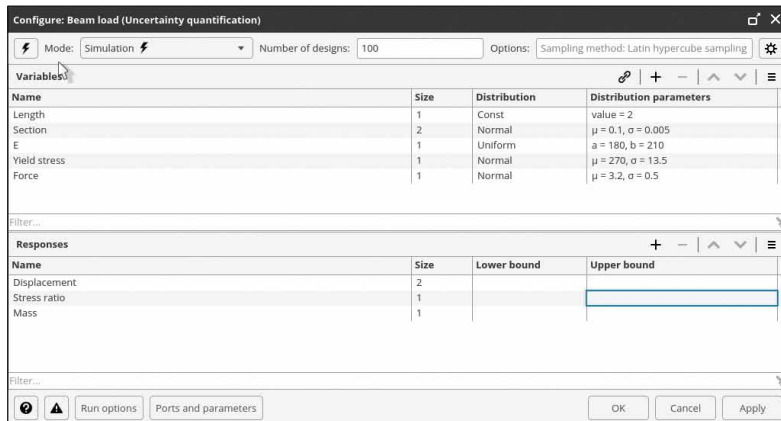 Configure: Beam load (Uncertainty quantification)
Mode: Simulation Number of designs: 100 Options: Sampling method: Latin hypercube sampling
Variables
Name Size Distribution Distribution parameters
Length 1 Const value = 2
Section 2 Normal μ = 0.1, σ = 0.005
E 1 Uniform a = 180, b = 210
Yield stress 1 Normal μ = 270, σ = 13.5
Force 1 Normal μ = 3.2, σ = 0.5
Filter...
Responses
Name Size Lower bound Upper bound
Displacement 2
Stress ratio 1
Mass 1
Filter...
Run options Ports and parameters OK Cancel Apply